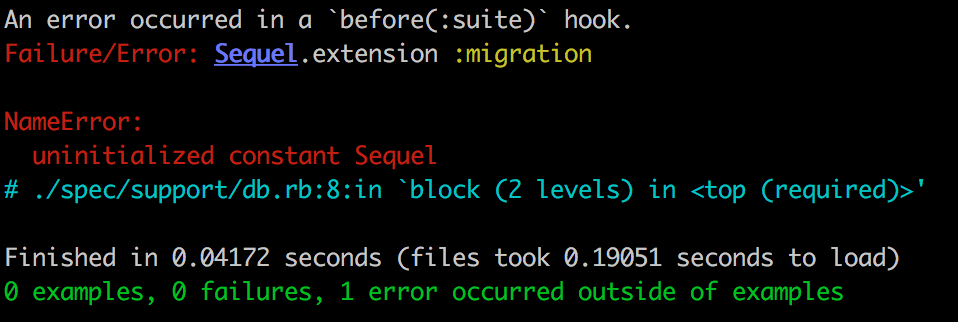 An error occurred in a `before(:suite)` hook.
Failure/Error: Sequel.extension :migration
NameError:
uninitialized constant Sequel
# ./spec/support/db.rb:8:in `block (2 levels) in <top (required)>'
Finished in 0.04172 seconds (files took 0.19051 seconds to load)
0 examples, 0 failures, 1 error occurred outside of examples